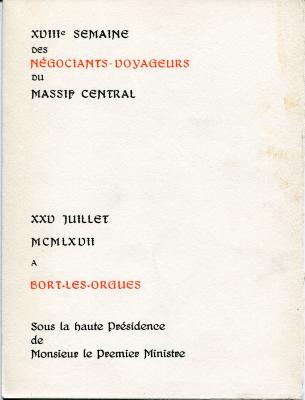 XVIIIe SEMAINE
DES
NÉGOCIANTS-VOYAGEURS
DU
MASSIF CENTRAL
XXV JUILLET
MCMLXVII
A
BORT-LES-ORGUES
Sous la haute Présidence
de
Monsieur le Premier Ministre